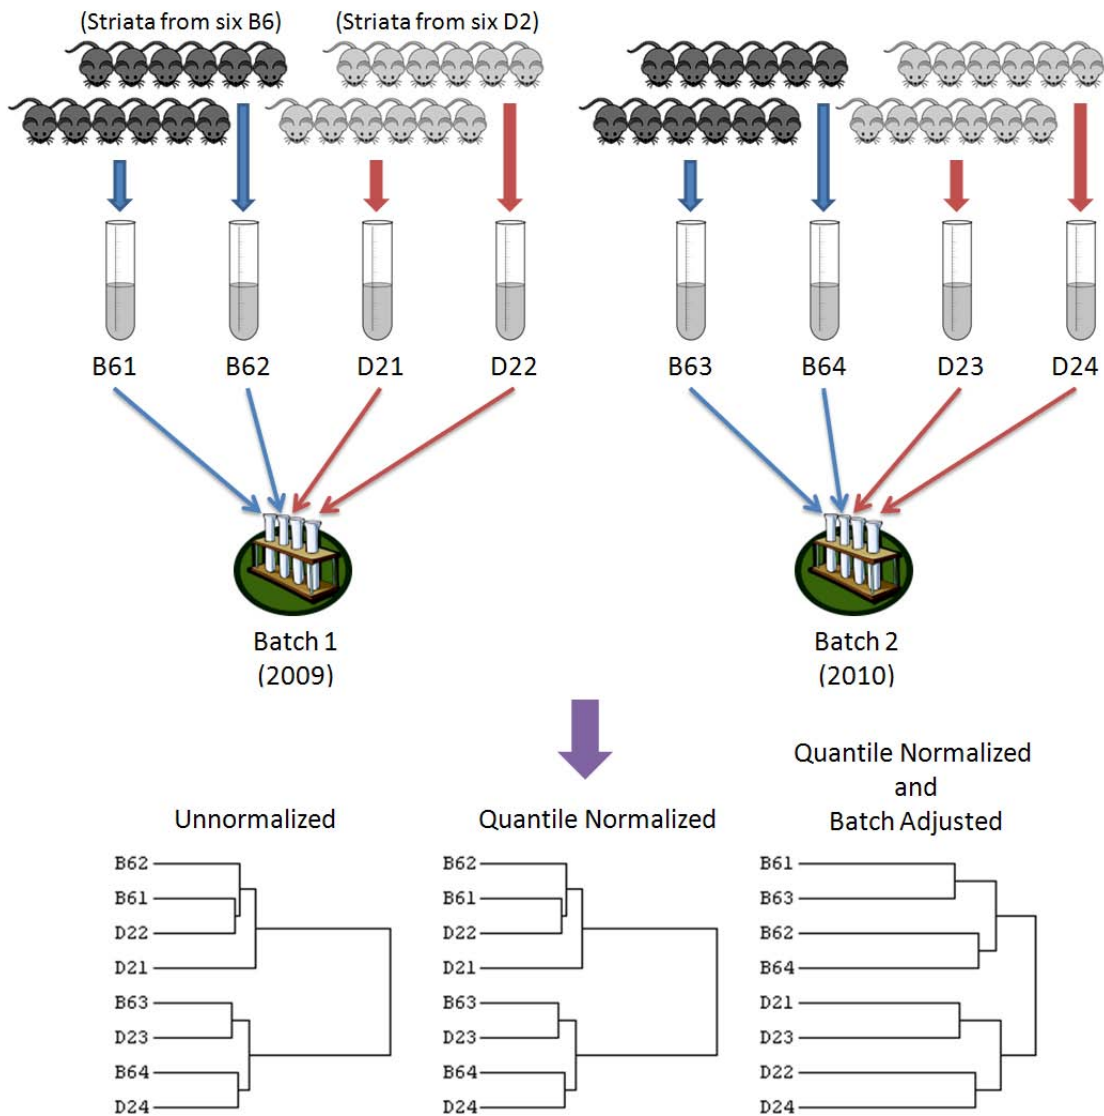 (Striata from six B6)
(Striata from six D2)
B61
B62
D21
D22
B63
B64
D23
D24
Batch 1
(2009)
Batch 2
(2010)
Unnormalized
B62
B61
D22
D21
B63
D23
B64
D24
Quantile Normalized
B62
B61
D22
D21
B63
D23
B64
D24
Quantile Normalized
and
Batch Adjusted
B61
B63
B62
B64
D21
D23
D22
D24